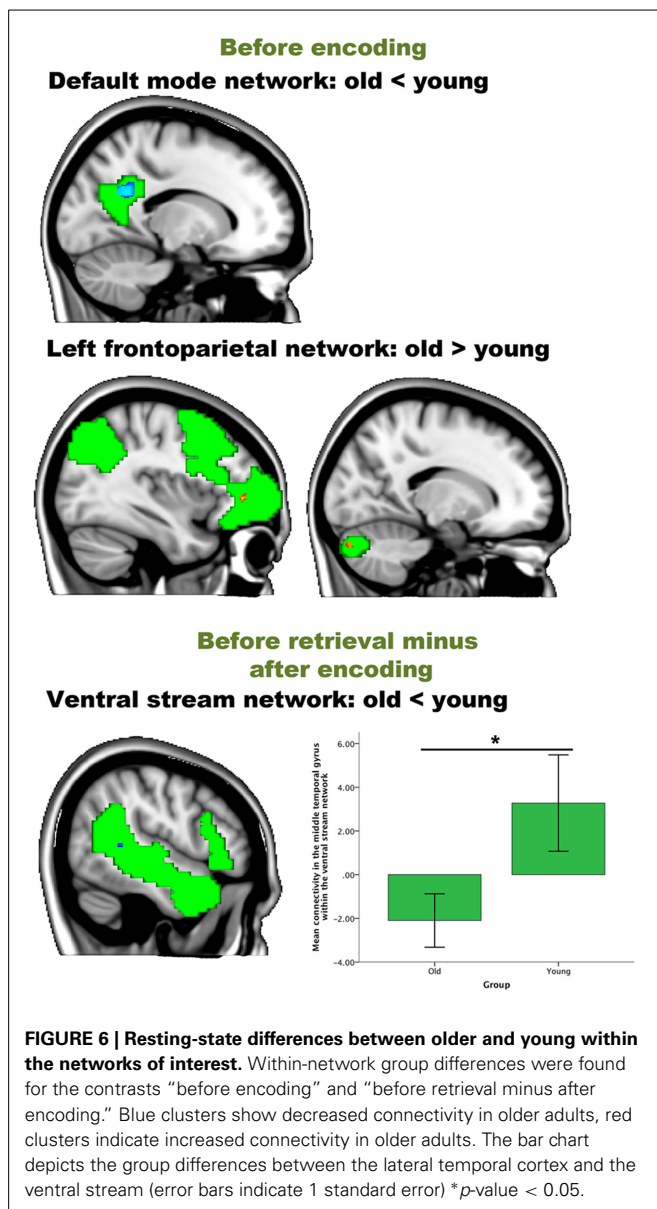 Before encoding
Default mode network: old < young
Left frontoparietal network: old > young
Before retrieval minus
after encoding
Ventral stream network: old < young
Mean connectivity in the middle temporal gyrus
within the ventral stream network
6.00
4.00
2.00
.00
-2.00
-4.00
*
Old
Young
Group
FIGURE 6 | Resting-state differences between older and young within
the networks of interest. Within-network group differences were found
for the contrasts “before encoding” and “before retrieval minus after
encoding.” Blue clusters show decreased connectivity in older adults, red
clusters indicate increased connectivity in older adults. The bar chart
depicts the group differences between the lateral temporal cortex and the
ventral stream (error bars indicate 1 standard error) *p-value < 0.05.